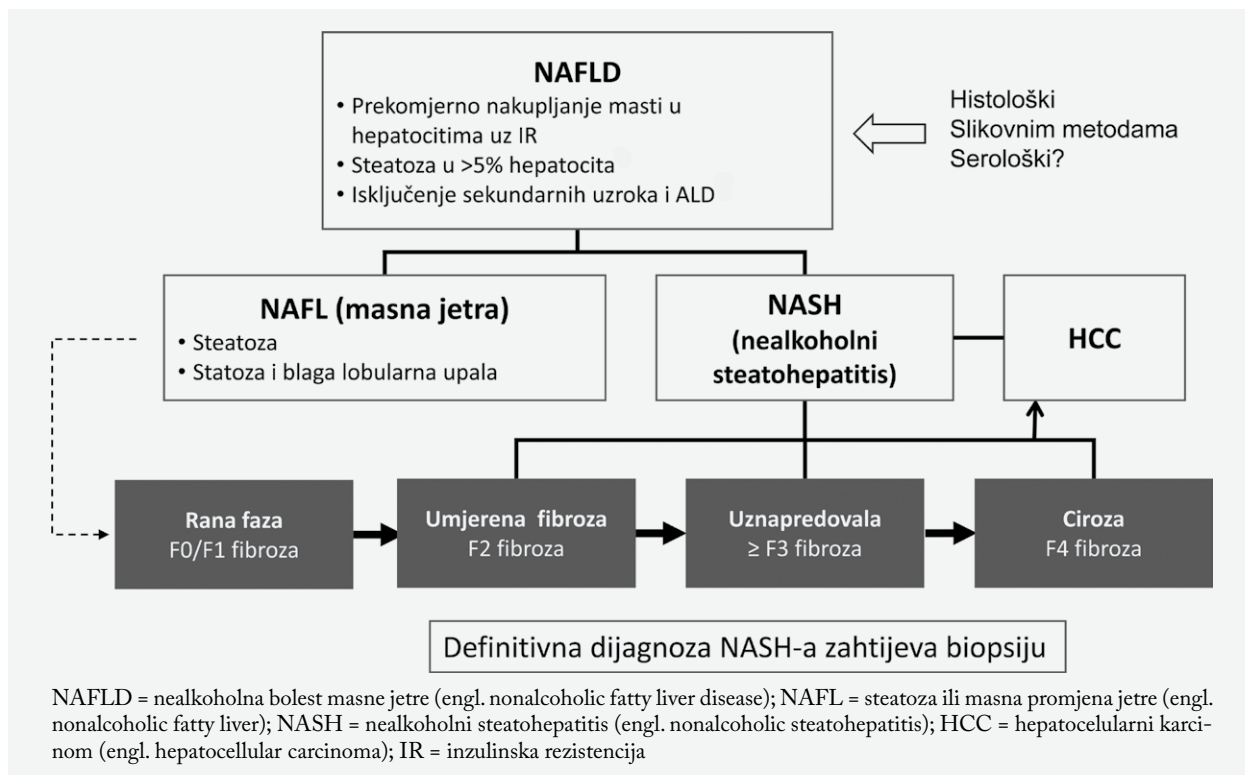 NAFLD
• Prekomjerno nakupljanje masti u
hepatocitima uz IR
• Steatoza u >5% hepatocita
• Isključenje sekundarnih uzroka i ALD
Histološki
Slikovnim metodama
Serološki?
NAFL (masna jetra)
• Steatoza
• Statoza i blaga lobularna upala
NASH
(nealkoholni
steatohepatitis)
HCC
Rana faza
F0/F1 fibroza
Umjerena fibroza
F2 fibroza
Uznapredovala
≥ F3 fibroza
Ciroza
F4 fibroza
Definitivna dijagnoza NASH-a zahtijeva biopsiju
NAFLD = nealkoholna bolest masne jetre (engl. nonalcoholic fatty liver disease); NAFL = steatoza ili masna promjena jetre (engl.
nonalcoholic fatty liver); NASH = nealkoholni steatohepatitis (engl. nonalcoholic steatohepatitis); HCC = hepatocelularni karci-
nom (engl. hepatocellular carcinoma); IR = inzulinska rezistencija